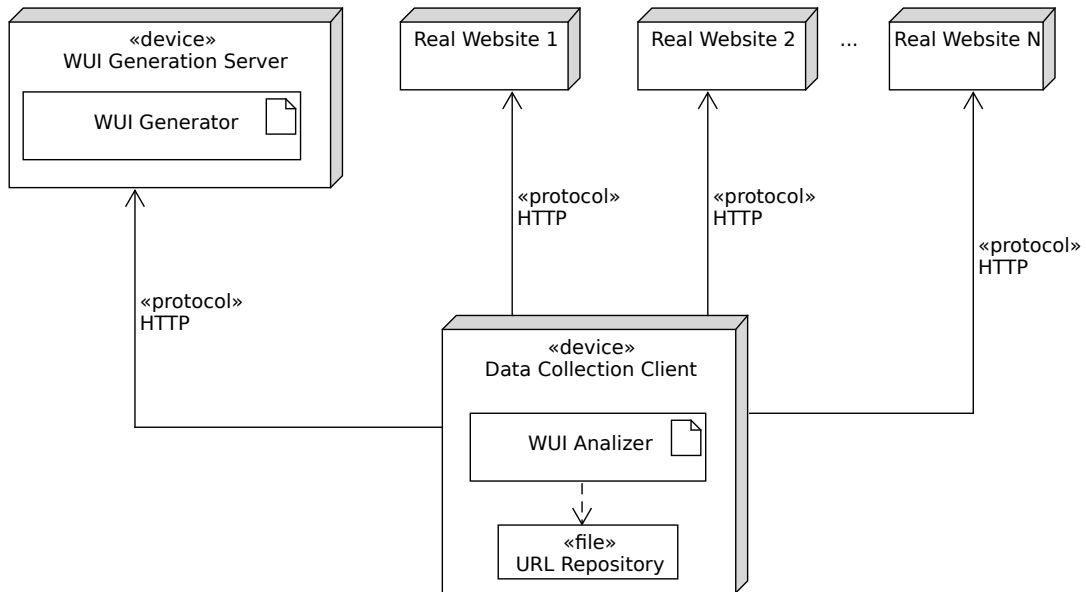 «device»
WUI Generation Server
WUI Generator
Real Website 1
Real Website 2
...
Real Website N
«protocol»
HTTP
«protocol»
HTTP
«protocol»
HTTP
«protocol»
HTTP
«device»
Data Collection Client
WUI Analizer
«file»
URL Repository